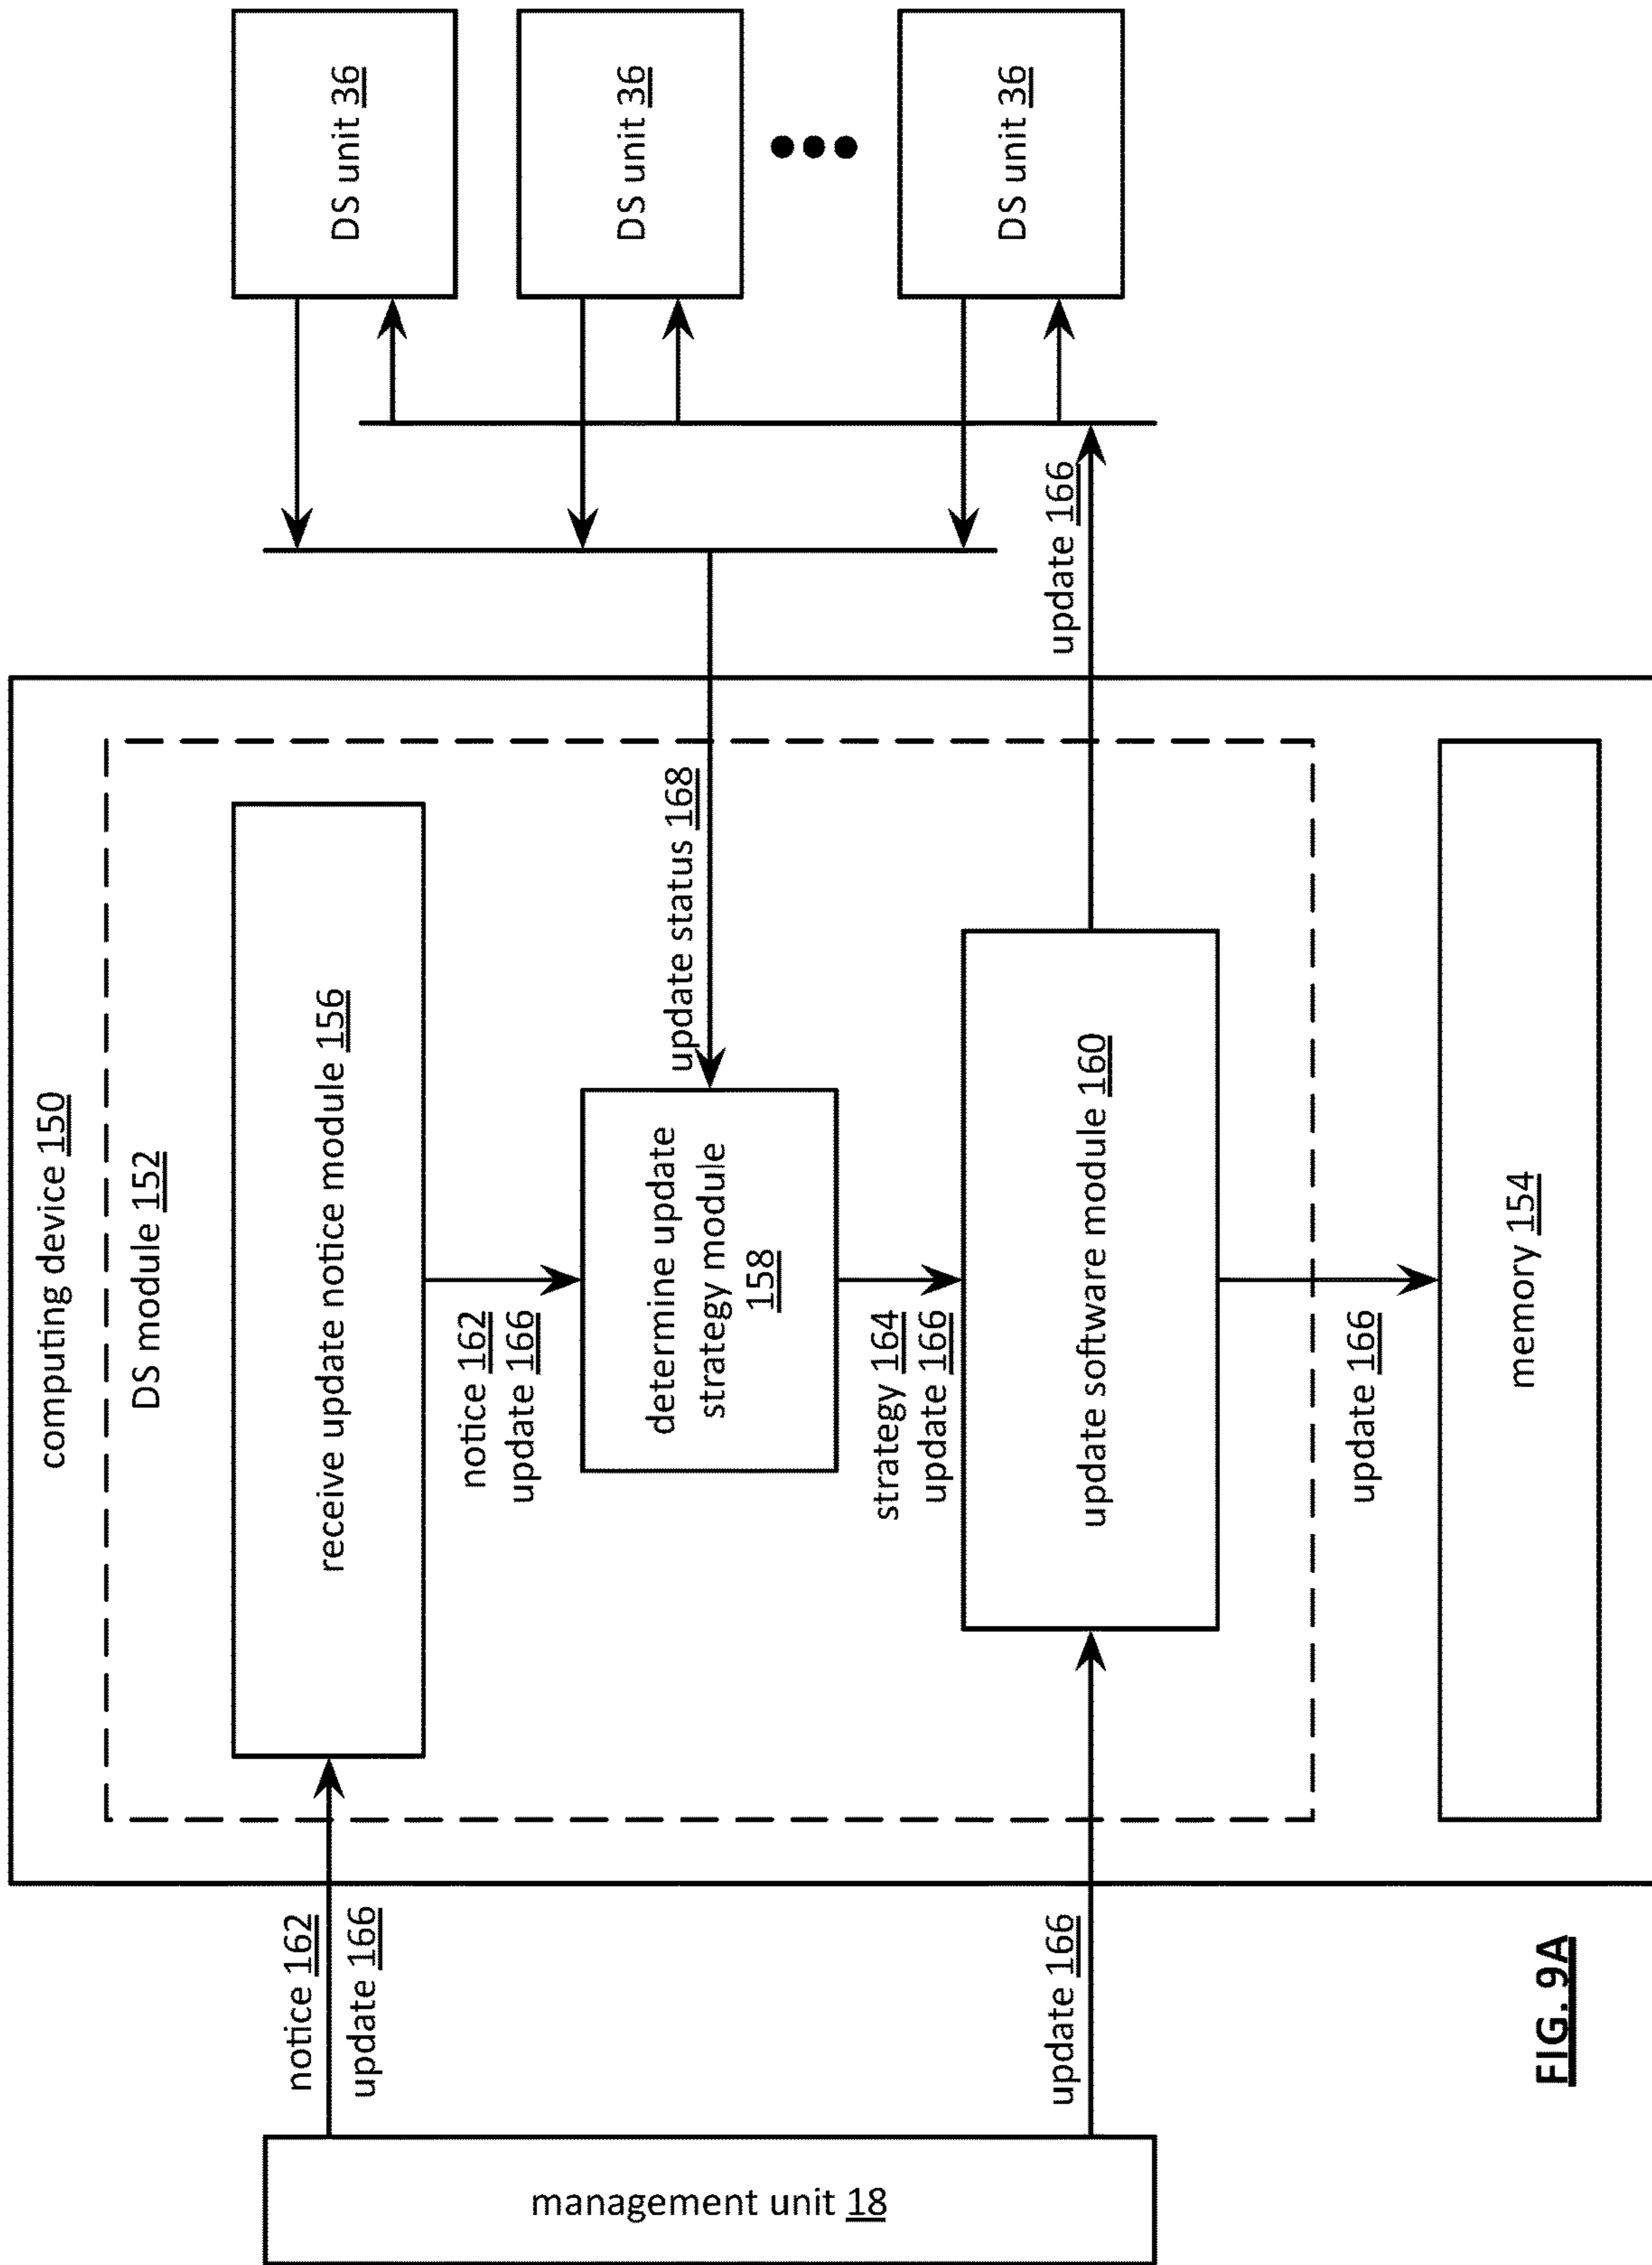 computing device 150
DS module 152
receive update notice module 156
notice 162
update 166
notice 162
update 166
determine update
strategy module
158
update status 168
strategy 164
update 166
update software module 160
update 166
update 166
update 166
memory 154
management unit 18
DS unit 36
DS unit 36
DS unit 36
FIG. 9A